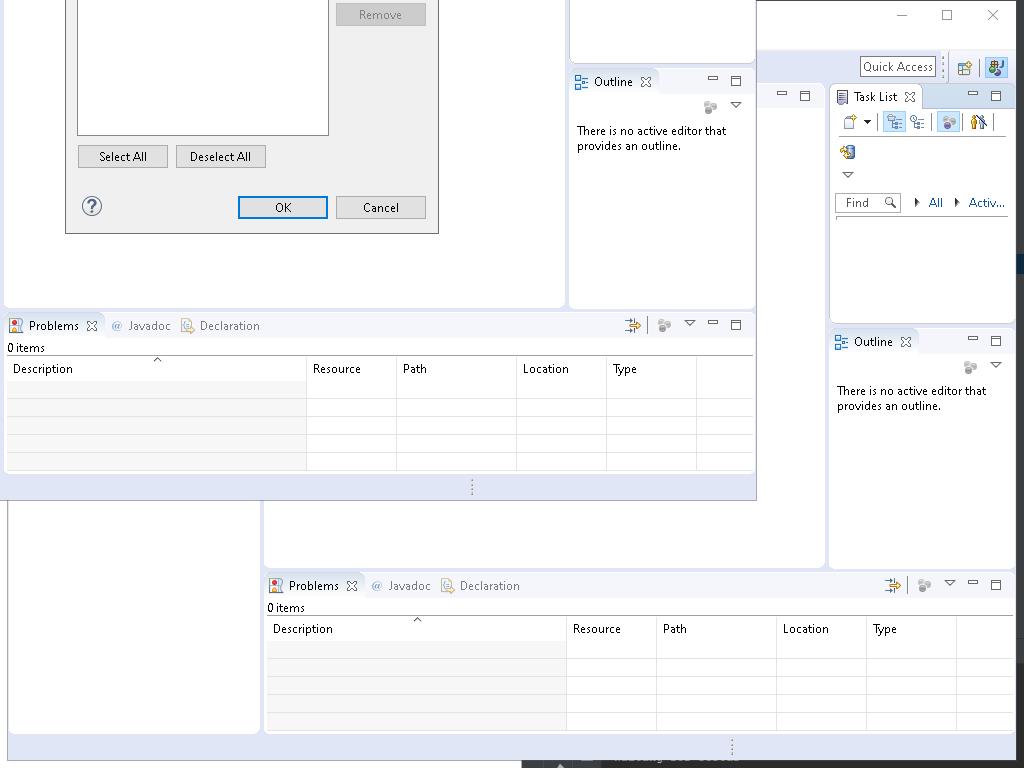 Remove
Select All Deselect All
OK Cancel
Outline
There is no active editor that
provides an outline.
Problems @ Javadoc Declaration
0 items
Description Resource Path Location Type
Quick Access
Task List
Find All Activ...
Outline
There is no active editor that
provides an outline.
Problems @ Javadoc Declaration
0 items
Description Resource Path Location Type